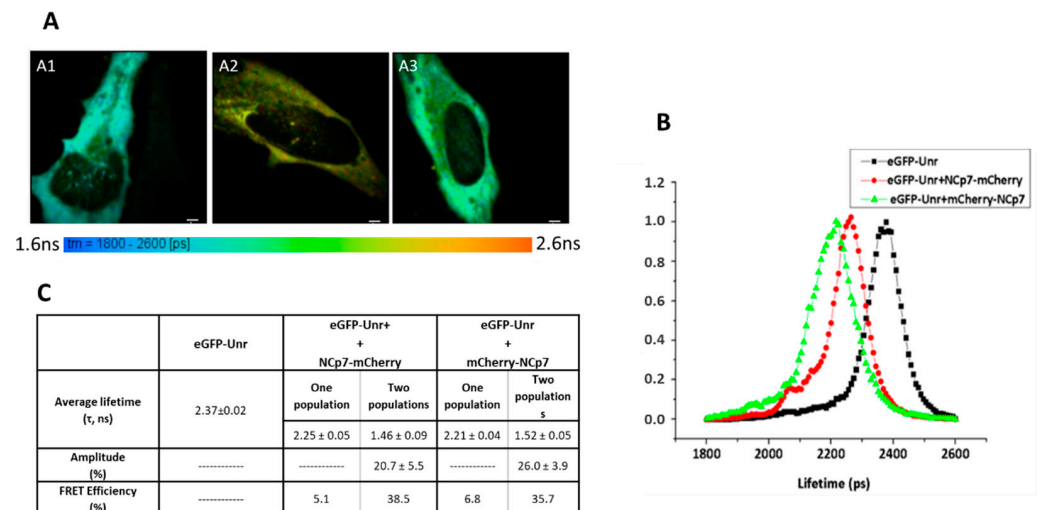 A
A1
A2
A3
1.6ns
tm = 1800 - 2600 [ps]
2.6ns
B
eGFP-Unr
eGFP-Unr+NCp7-mCherry
eGFP-Unr+mCherry-NCp7
1.2
1.0
0.8
0.6
0.4
0.2
0.0
1800 2000 2200 2400 2600
Lifetime (ps)
C
eGFP-Unr
eGFP-Unr+
+
NCp7-mCherry
eGFP-Unr
+
mCherry-NCp7
Average lifetime
(τ, ns)
2.37±0.02
One
population
Two
populations
One
population
Two
population
s
2.25 ± 0.05
1.46 ± 0.09
2.21 ± 0.04
1.52 ± 0.05
Amplitude
(%)
------------
------------
20.7 ± 5.5
------------
26.0 ± 3.9
FRET Efficiency
(%)
------------
5.1
38.5
6.8
35.7